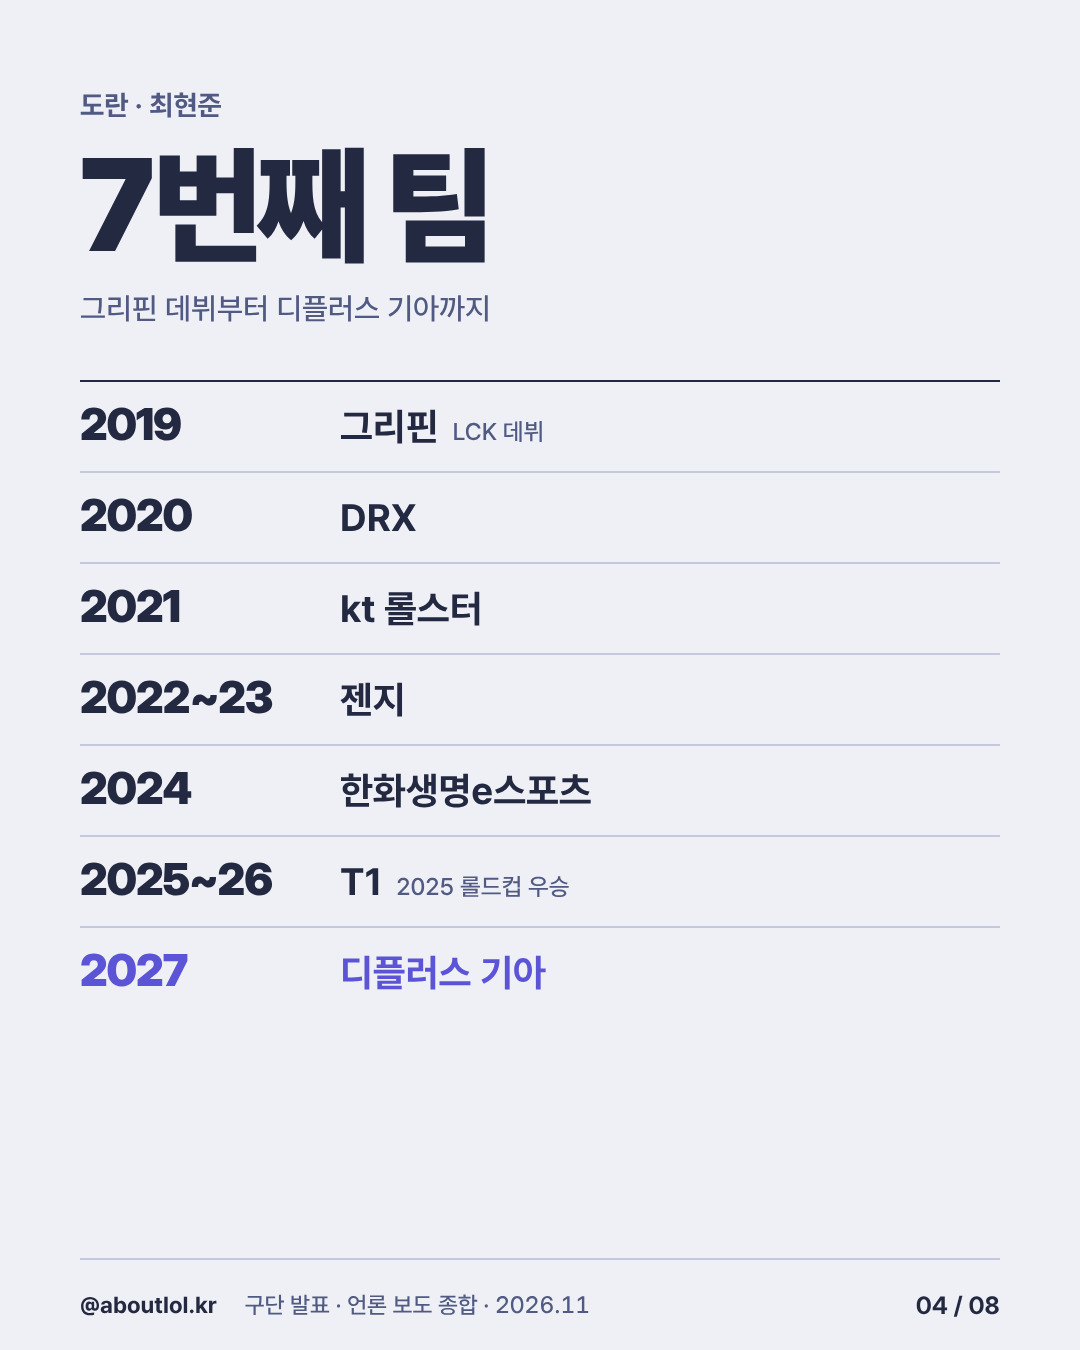 도란 · 최현준
7번째 팀
그리핀 데뷔부터 디플러스 기아까지
2019 그리핀 LCK 데뷔
2020 DRX
2021 kt 롤스터
2022~23 젠지
2024 한화생명e스포츠
2025~26 T1 2025 롤드컵 우승
2027 디플러스 기아
@aboutlol.kr 구단 발표 · 언론 보도 종합 · 2026.11 04 / 08